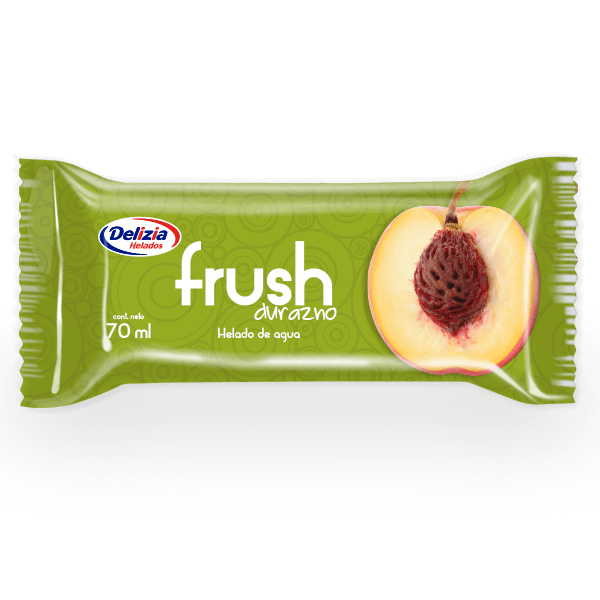 Delizia
Helados
frush
durazno
cont. neto
70 ml
Helado de agua